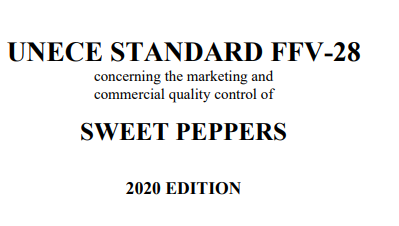 UNECE STANDARD FFV-28
concerning the marketing and
commercial quality control of
SWEET PEPPERS
2020 EDITION